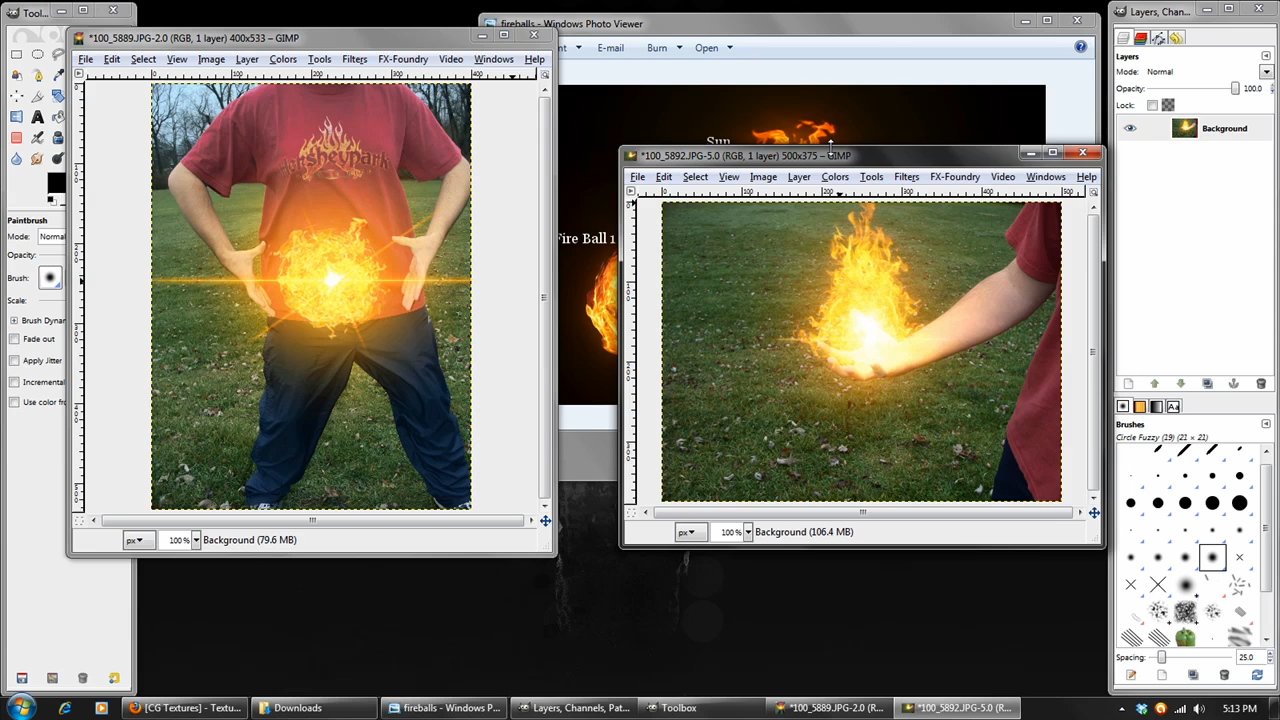 Tool...
*100_5889.JPG-2.0 (RGB, 1 layer) 400x533 – GIMP
File Edit Select View Image Layer Colors Tools Filters FX-Foundry Video Windows Help
fireballs - Windows Photo Viewer
E-mail Burn Open
Sun
Fire Ball 1
*100_5892.JPG-5.0 (RGB, 1 layer) 500x375 – GIMP
File Edit Select View Image Layer Colors Tools Filters FX-Foundry Video Windows Help
Layers, Chan...
Layers
Mode: Normal
Opacity: 100.0
Lock:
Background
Paintbrush
Mode: Normal
Opacity:
Brush:
Scale:
Brush Dynar
Fade out
Apply Jitter
Incremental
Use color fro
px 100% Background (79.6 MB)
px 100% Background (106.4 MB)
Brushes
Circle Fuzzy (19) (21 × 21)
Spacing: 25.0
[CG Textures] - Textu...
Downloads
fireballs - Windows P...
Layers, Channels, Pat...
Toolbox
*100_5889.JPG-2.0 (R...
*100_5892.JPG-5.0 (R...
5:13 PM